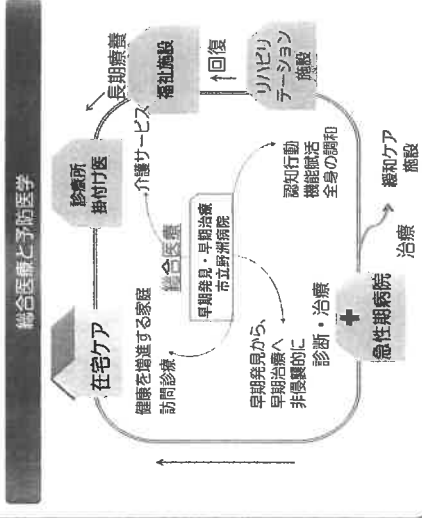 総合医療と予防医学
在宅ケア
診療所
掛付け医
長期療養
福祉施設
回復
リハビリ
テーション
施設
健康を増進する家庭
訪問診療
総合医療
介護サービス
早期発見・早期治療
市立野洲病院
認知行動
機能賦活
全身の調和
早期発見から、
早期治療へ
非侵襲的に
診断・治療
急性期病院
治療
緩和ケア
施設